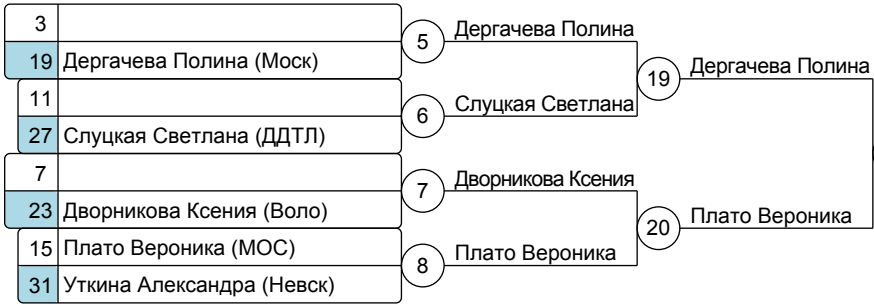 3
19 Дергачева Полина (Моск)
11
27 Слуцкая Светлана (ДДТЛ)
7
23 Дворникова Ксения (Воло)
15 Плато Вероника (МОС)
31 Уткина Александра (Невск)
5 Дергачева Полина
6 Слуцкая Светлана
7 Дворникова Ксения
8 Плато Вероника
19 Дергачева Полина
20 Плато Вероника